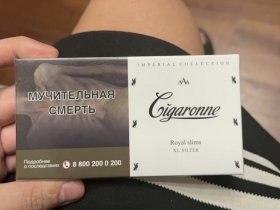 IMPERIAL COLLECTION
Cigaronne
Royal slims
XL FILTER
МУЧИТЕЛЬНАЯ
СМЕРТЬ
Подробнее
о последствиях
8 800 200 0 200